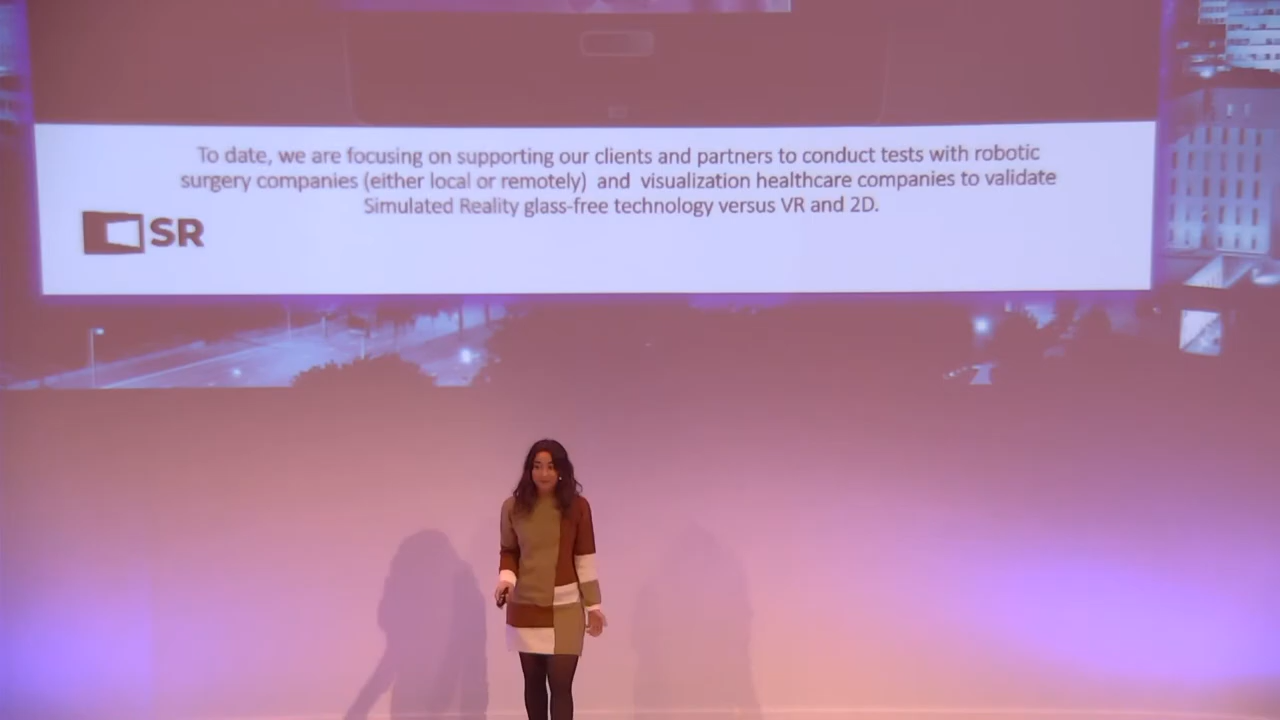 To date, we are focusing on supporting our clients and partners to conduct tests with robotic
surgery companies (either local or remotely) and visualization healthcare companies to validate
Simulated Reality glass-free technology versus VR and 2D.
SR